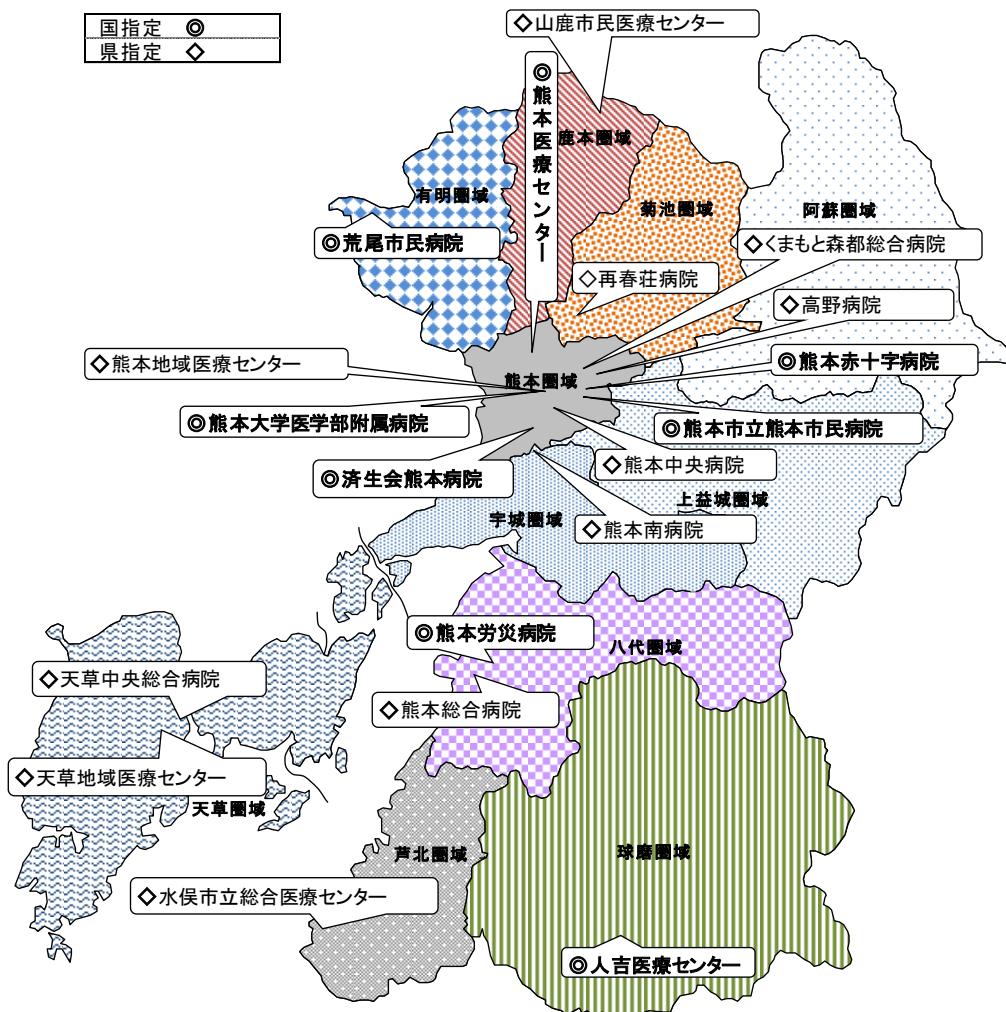 国指定 ◎
県指定 ◇
◇山鹿市民医療センター
◎熊本医療センター
鹿本圏域
有明圏域
菊池圏域
阿蘇圏域
◎荒尾市民病院
◇くまもと森都総合病院
◇再春荘病院
◇高野病院
◇熊本地域医療センター
熊本圏域
◎熊本赤十字病院
◎熊本大学医学部附属病院
◎熊本市立熊本市民病院
◎済生会熊本病院
◇熊本中央病院
上益城圏域
宇城圏域
◇熊本南病院
◎熊本労災病院
八代圏域
◇天草中央総合病院
◇熊本総合病院
◇天草地域医療センター
天草圏域
芦北圏域
球磨圏域
◇水俣市立総合医療センター
◎人吉医療センター